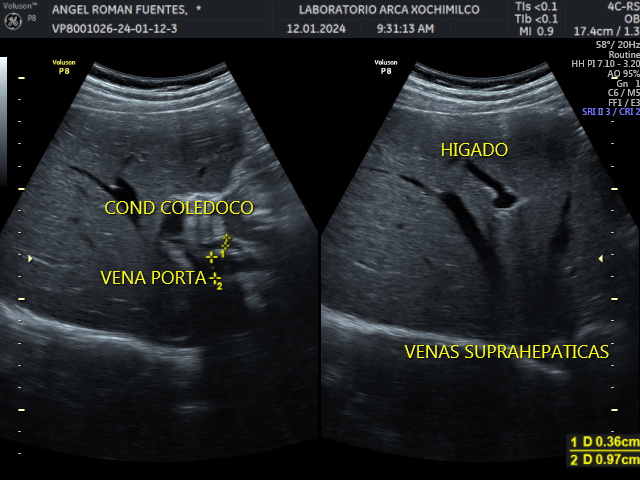 Voluson™
P8
ANGEL ROMAN FUENTES, *
LABORATORIO ARCA XOCHIMILCO
TIs <0.1
4C-RS
VP8001026-24-01-12-3
12.01.2024
9:31:13 AM
TIb <0.1
OB
MI 0.9
17.4cm / 1.3
58°/ 20Hz
Routine
HH PI 7.10 - 3.20
AO 95%
Gn 1
C6 / M5
FF1 / E3
SRI II 3 / CRI 2
Voluson
P8
Voluson
P8
HIGADO
COND COLEDOCO
VENA PORTA
1
2
VENAS SUPRAHEPATICAS
1 D 0.36cm
2 D 0.97cm